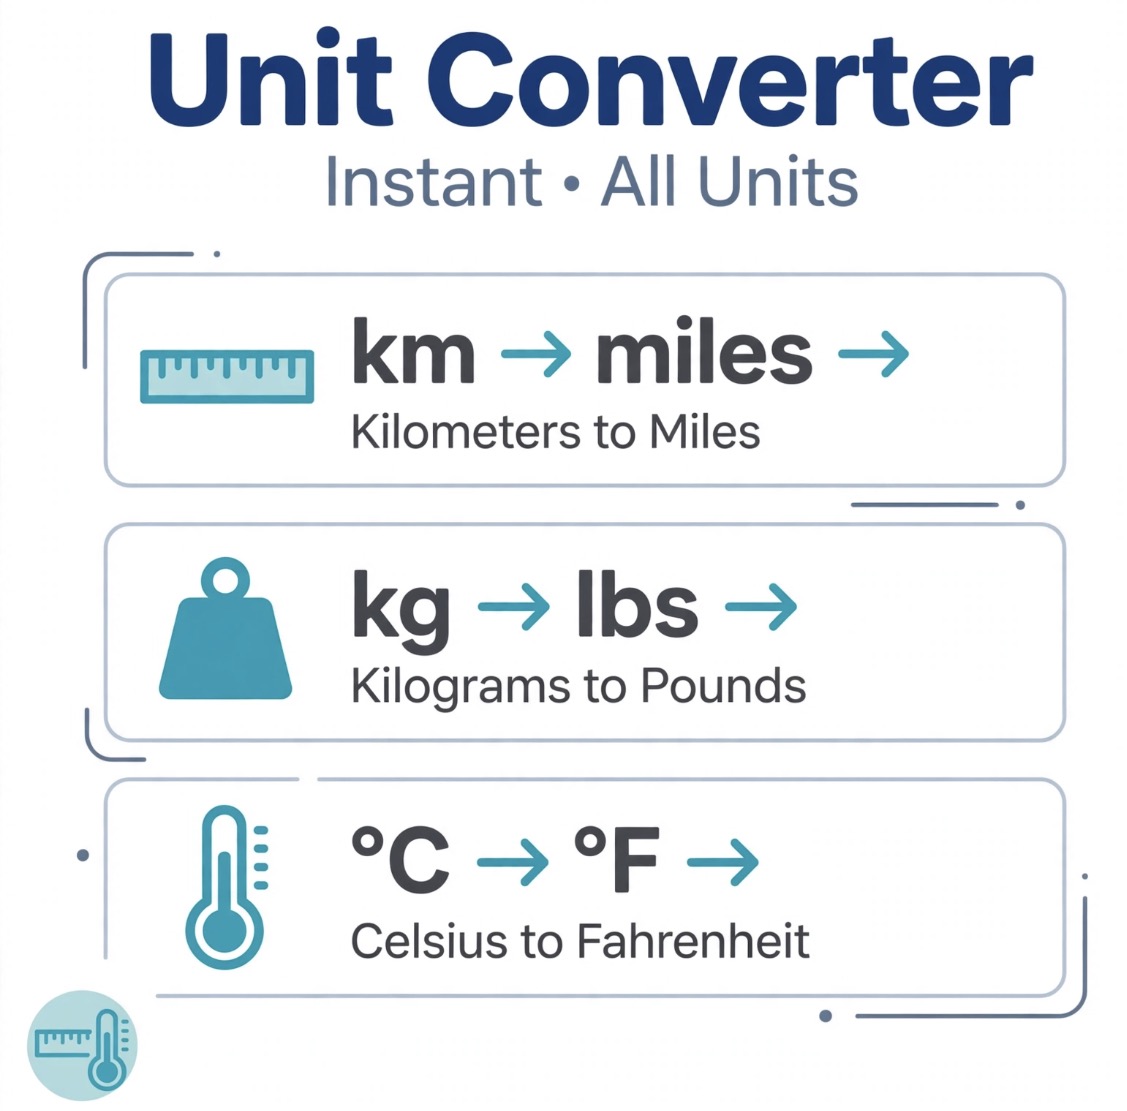 Unit Converter
Instant • All Units
km → miles →
Kilometers to Miles
kg → lbs →
Kilograms to Pounds
°C → °F →
Celsius to Fahrenheit